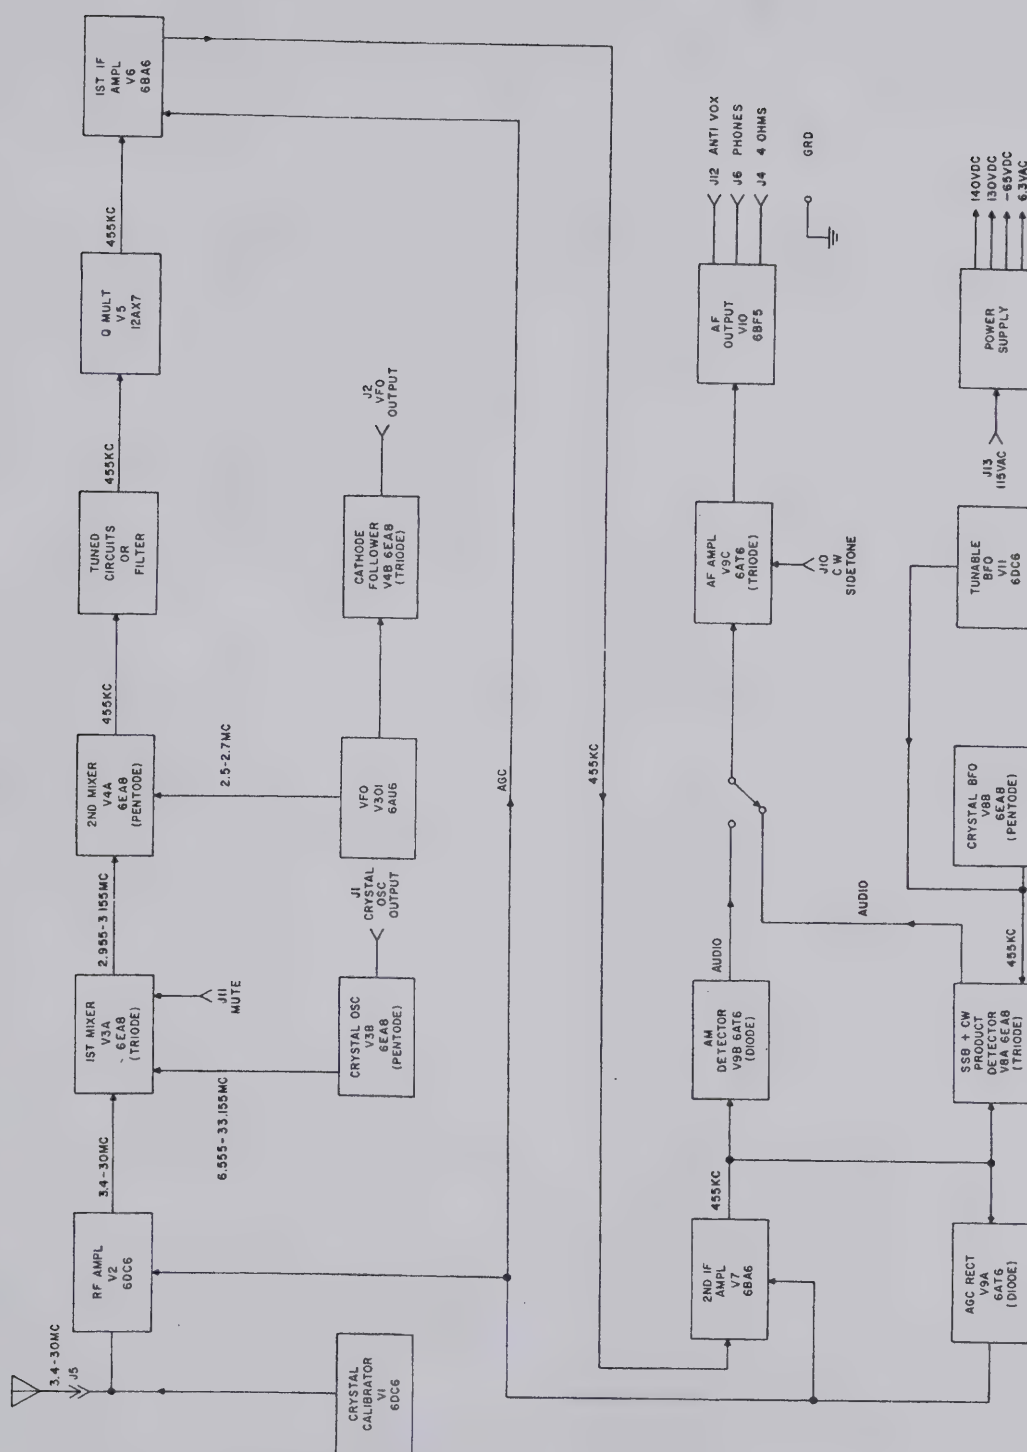 1ST IF
AMPL
V6
6BA6
455KC
Q MULT
V5
12AX7
455KC
TUNED
CIRCUITS
OR
FILTER
455KC
2ND MIXER
V4A
6EA8
(PENTODE)
2.955-3.155MC
1ST MIXER
V3A
6EA8
(TRIODE)
3.4-30MC
RF AMPL
V2
6DC6
3.4-30MC
J5
CRYSTAL
CALIBRATOR
V1
6DC6
J2
VFO
OUTPUT
CATHODE
FOLLOWER
V4B 6EA8
(TRIODE)
2.5-2.7MC
VFO
V301
6AU6
J1
CRYSTAL
OSC
OUTPUT
J11
MUTE
CRYSTAL OSC
V3B
6EA8
(PENTODE)
6.555-33.155MC
AGC
455KC
J12 ANTI VOX
J6 PHONES
J4 4 OHMS
GRD
AF
OUTPUT
V10
6BF5
AF AMPL
V9C
6AT6
(TRIODE)
J10
CW
SIDETONE
AUDIO
AUDIO
AM
DETECTOR
V9B 6AT6
(DIODE)
455KC
2ND IF
AMPL
V7
6BA6
140VDC
130VDC
-65VDC
6.3VAC
POWER
SUPPLY
J13
115VAC
TUNABLE
BFO
V11
6DC6
CRYSTAL BFO
V8B
6EA8
(PENTODE)
455KC
SSB + CW
PRODUCT
DETECTOR
V8A 6EA8
(TRIODE)
AGC RECT
V9A
6AT6
(DIODE)